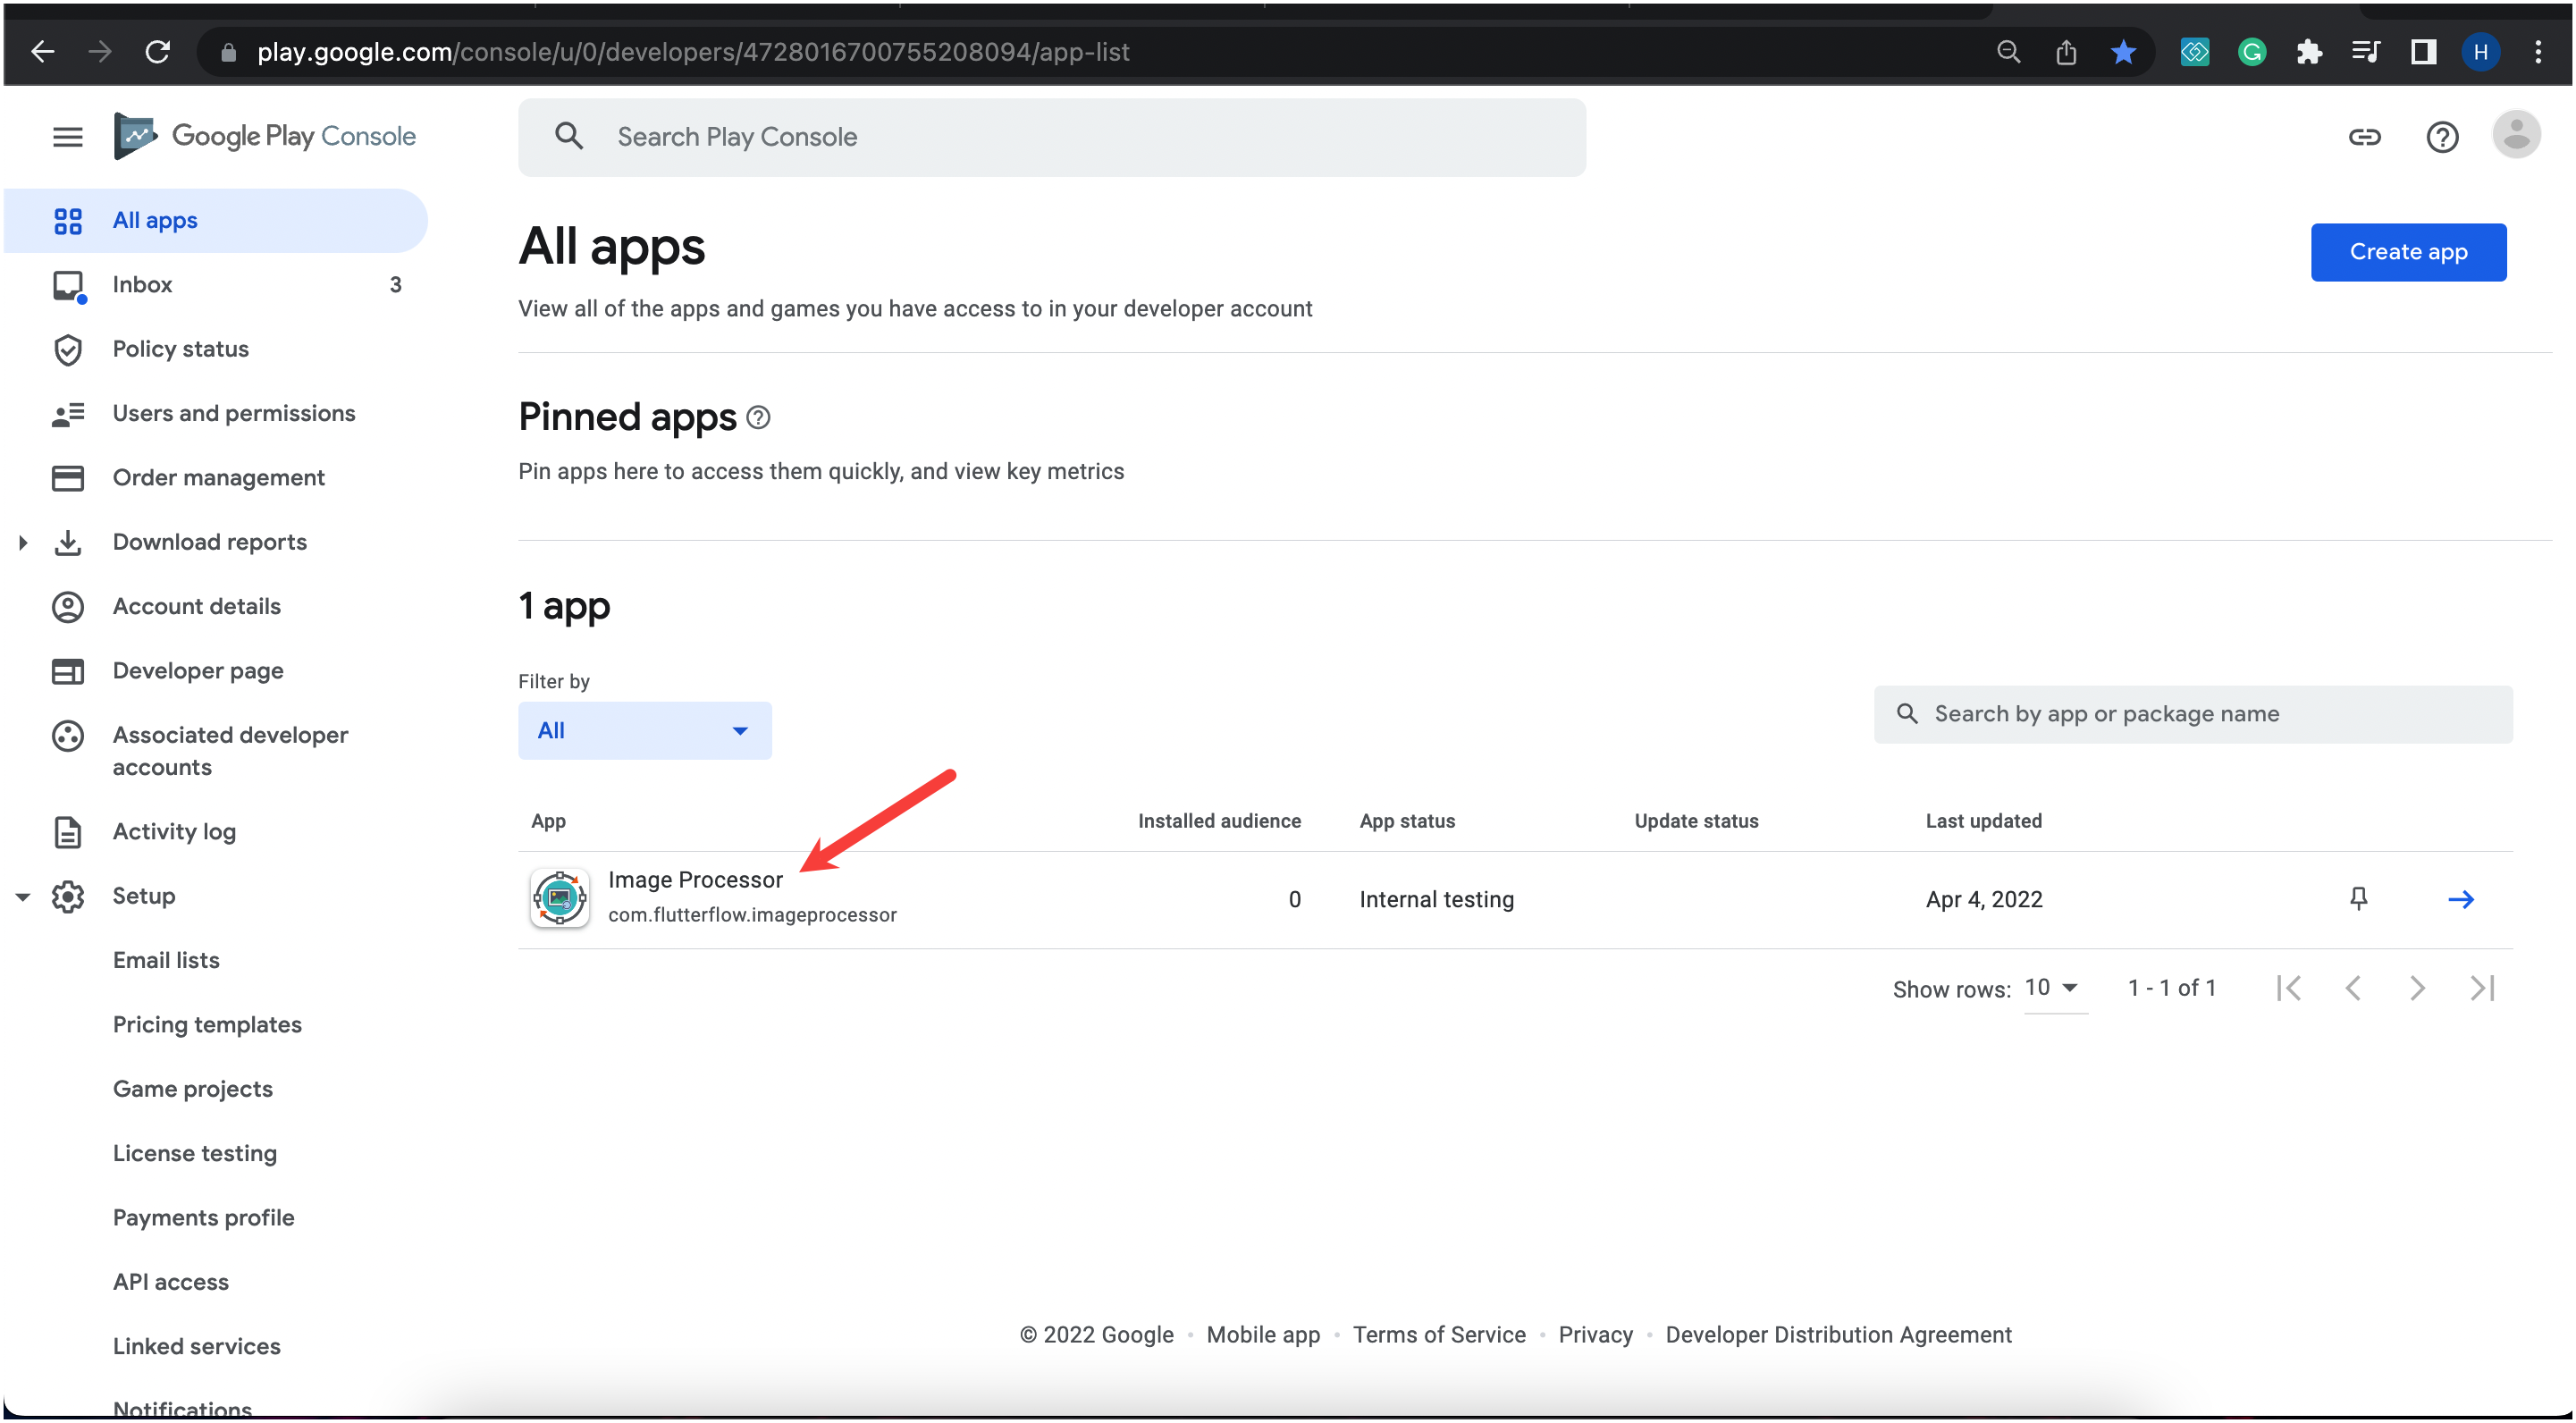 play.google.com/console/u/0/developers/4728016700755208094/app-list
G
H
Google Play Console
Search Play Console
All apps
Inbox
3
Policy status
Users and permissions
Order management
Download reports
Account details
Developer page
Associated developer
accounts
Activity log
Setup
Email lists
Pricing templates
Game projects
License testing
Payments profile
API access
Linked services
Notifications
All apps
Create app
View all of the apps and games you have access to in your developer account
Pinned apps
Pin apps here to access them quickly, and view key metrics
1 app
Filter by
All
Search by app or package name
App
Installed audience
App status
Update status
Last updated
Image Processor
com.flutterflow.imageprocessor
0
Internal testing
Apr 4, 2022
Show rows:
10
1 - 1 of 1
© 2022 Google • Mobile app • Terms of Service • Privacy • Developer Distribution Agreement